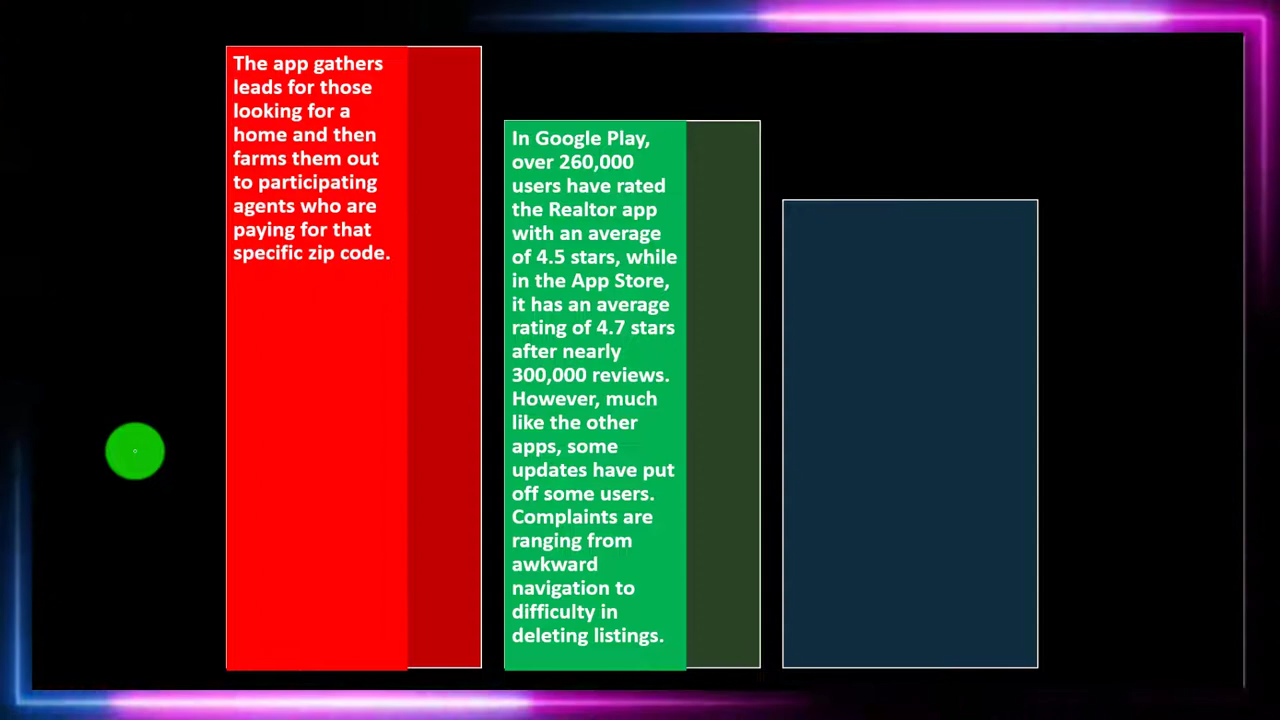 The app gathers
leads for those
looking for a
home and then
farms them out
to participating
agents who are
paying for that
specific zip code.
In Google Play,
over 260,000
users have rated
the Realtor app
with an average
of 4.5 stars, while
in the App Store,
it has an average
rating of 4.7 stars
after nearly
300,000 reviews.
However, much
like the other
apps, some
updates have put
off some users.
Complaints are
ranging from
awkward
navigation to
difficulty in
deleting listings.